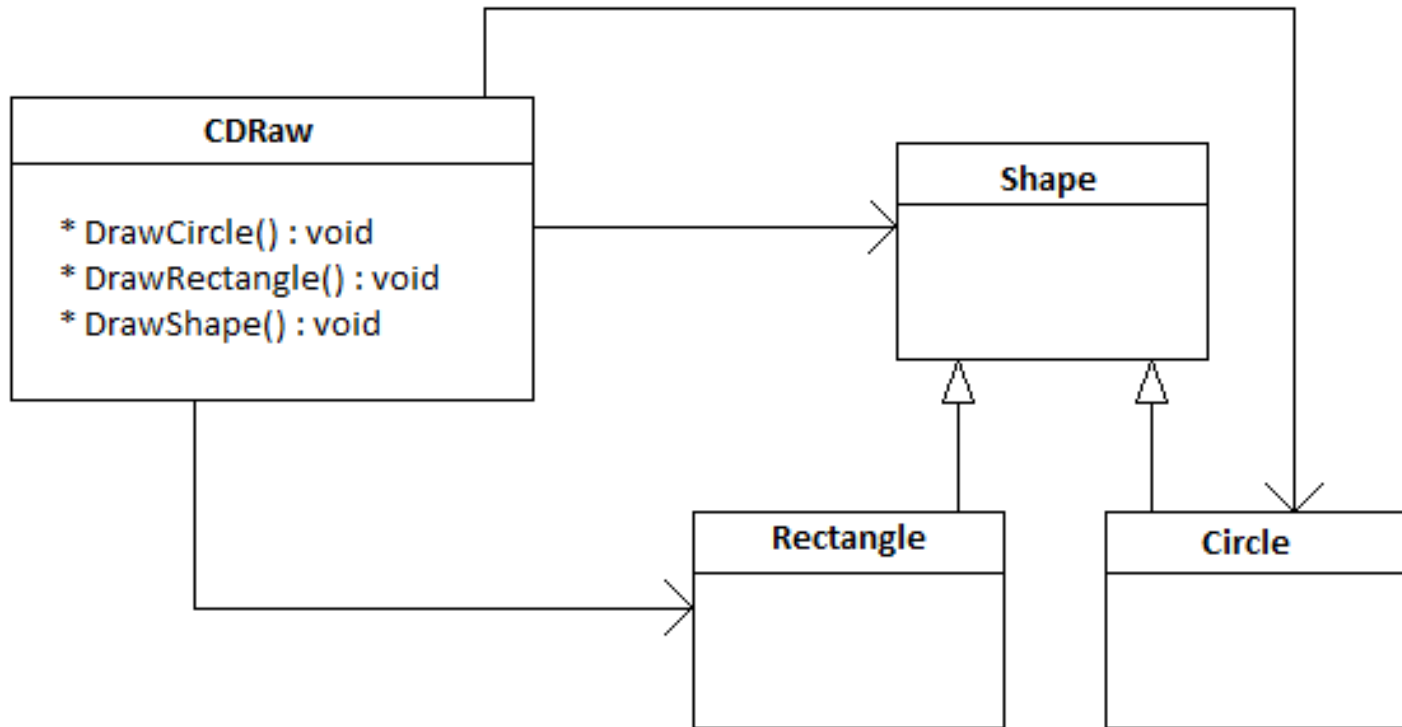 CDRaw
* DrawCircle() : void
* DrawRectangle() : void
* DrawShape() : void
Shape
Rectangle
Circle